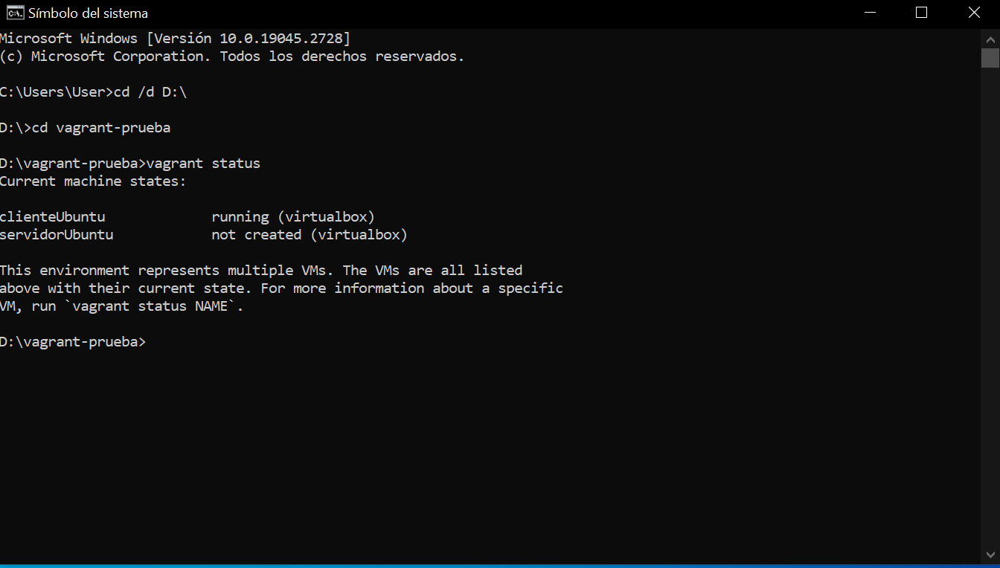 Símbolo del sistema
Microsoft Windows [Versión 10.0.19045.2728]
(c) Microsoft Corporation. Todos los derechos reservados.
C:\Users\User>cd /d D:\
D:\>cd vagrant-prueba
D:\vagrant-prueba>vagrant status
Current machine states:
clienteUbuntu             running (virtualbox)
servidorUbuntu            not created (virtualbox)
This environment represents multiple VMs. The VMs are all listed
above with their current state. For more information about a specific
VM, run `vagrant status NAME`.
D:\vagrant-prueba>